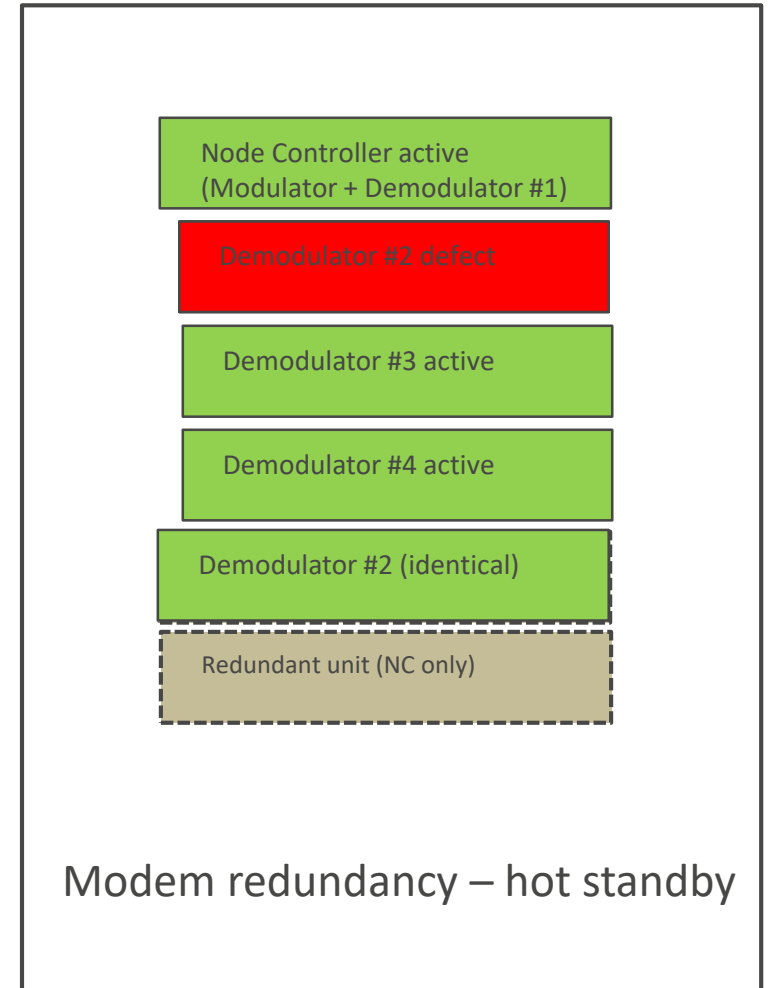 Node Controller active
(Modulator + Demodulator #1)
Demodulator #2 defect
Demodulator #3 active
Demodulator #4 active
Demodulator #2 (identical)
Redundant unit (NC only)
Modem redundancy – hot standby